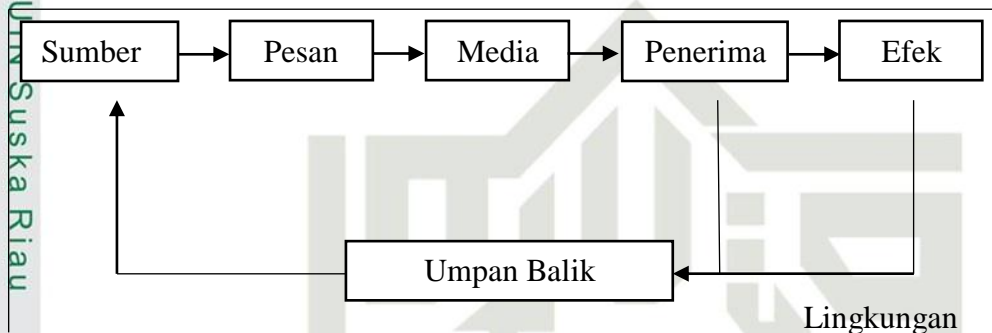 UIN Suska Riau
Sumber
Pesan
Media
Penerima
Efek
Umpan Balik
Lingkungan